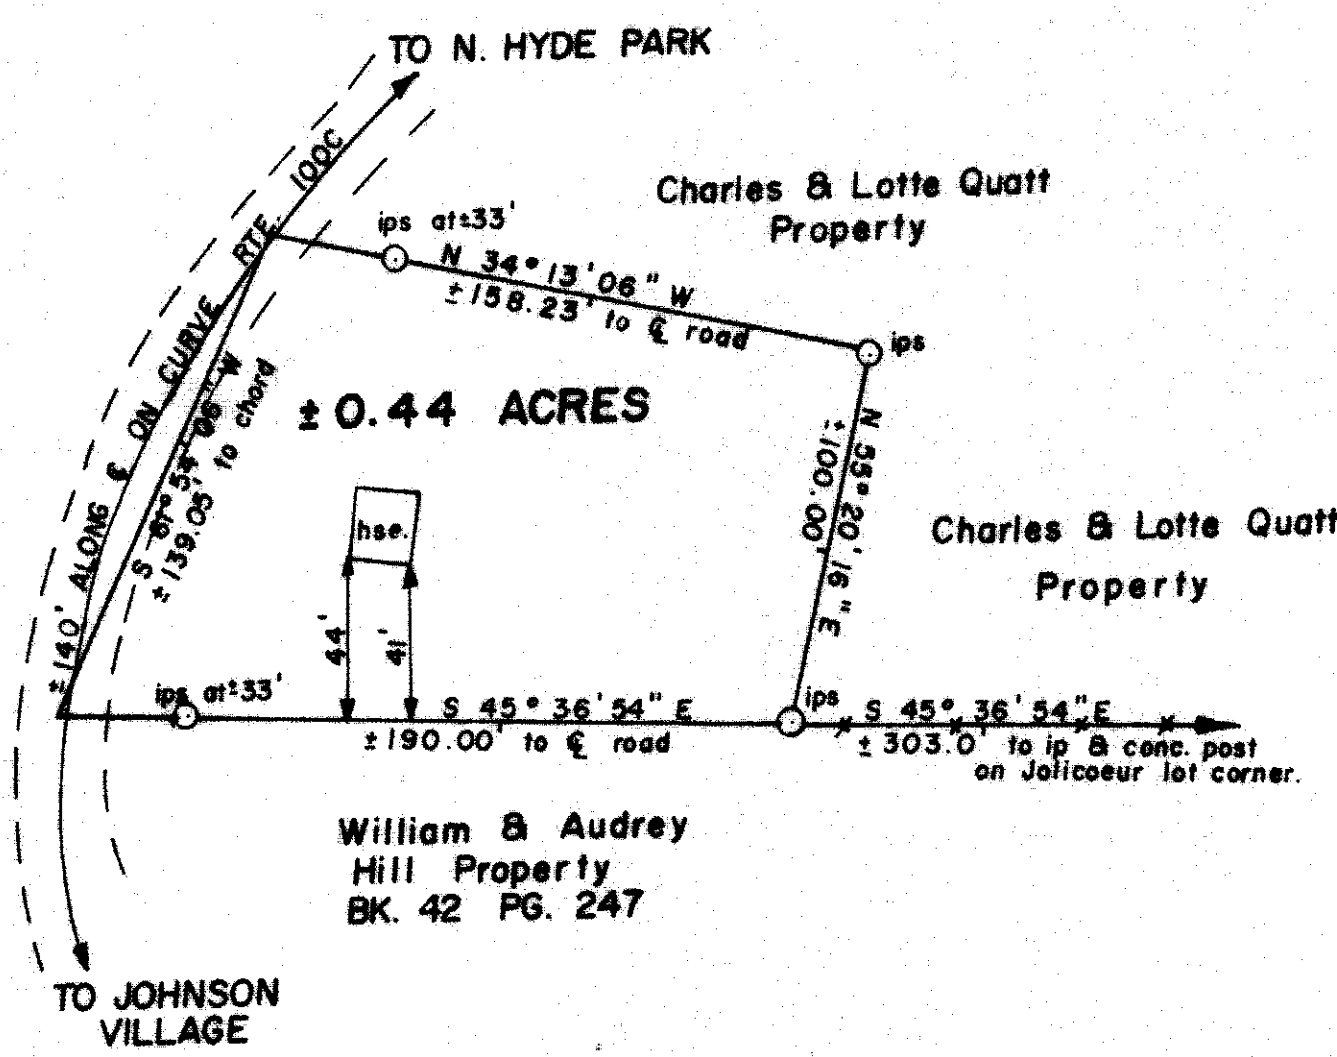 TO N. HYDE PARK
RTE. 100C
Charles & Lotte Quatt
Property
ips at ±33'
N 34° 13' 06" W
±158.23' to ℄ road
ips
±140' ALONG ℄ ON CURVE
S 67° 54' 06" W
±139.05' to chord
±0.44 ACRES
N 55° 20' 16" E
±100.00'
hse.
44'
41'
Charles & Lotte Quatt
Property
ips at ±33'
S 45° 36' 54" E
±190.00' to ℄ road
ips
S 45° 36' 54" E
±303.0' to ip & conc. post
on Jolicoeur lot corner.
William & Audrey
Hill Property
BK. 42 PG. 247
TO JOHNSON
VILLAGE